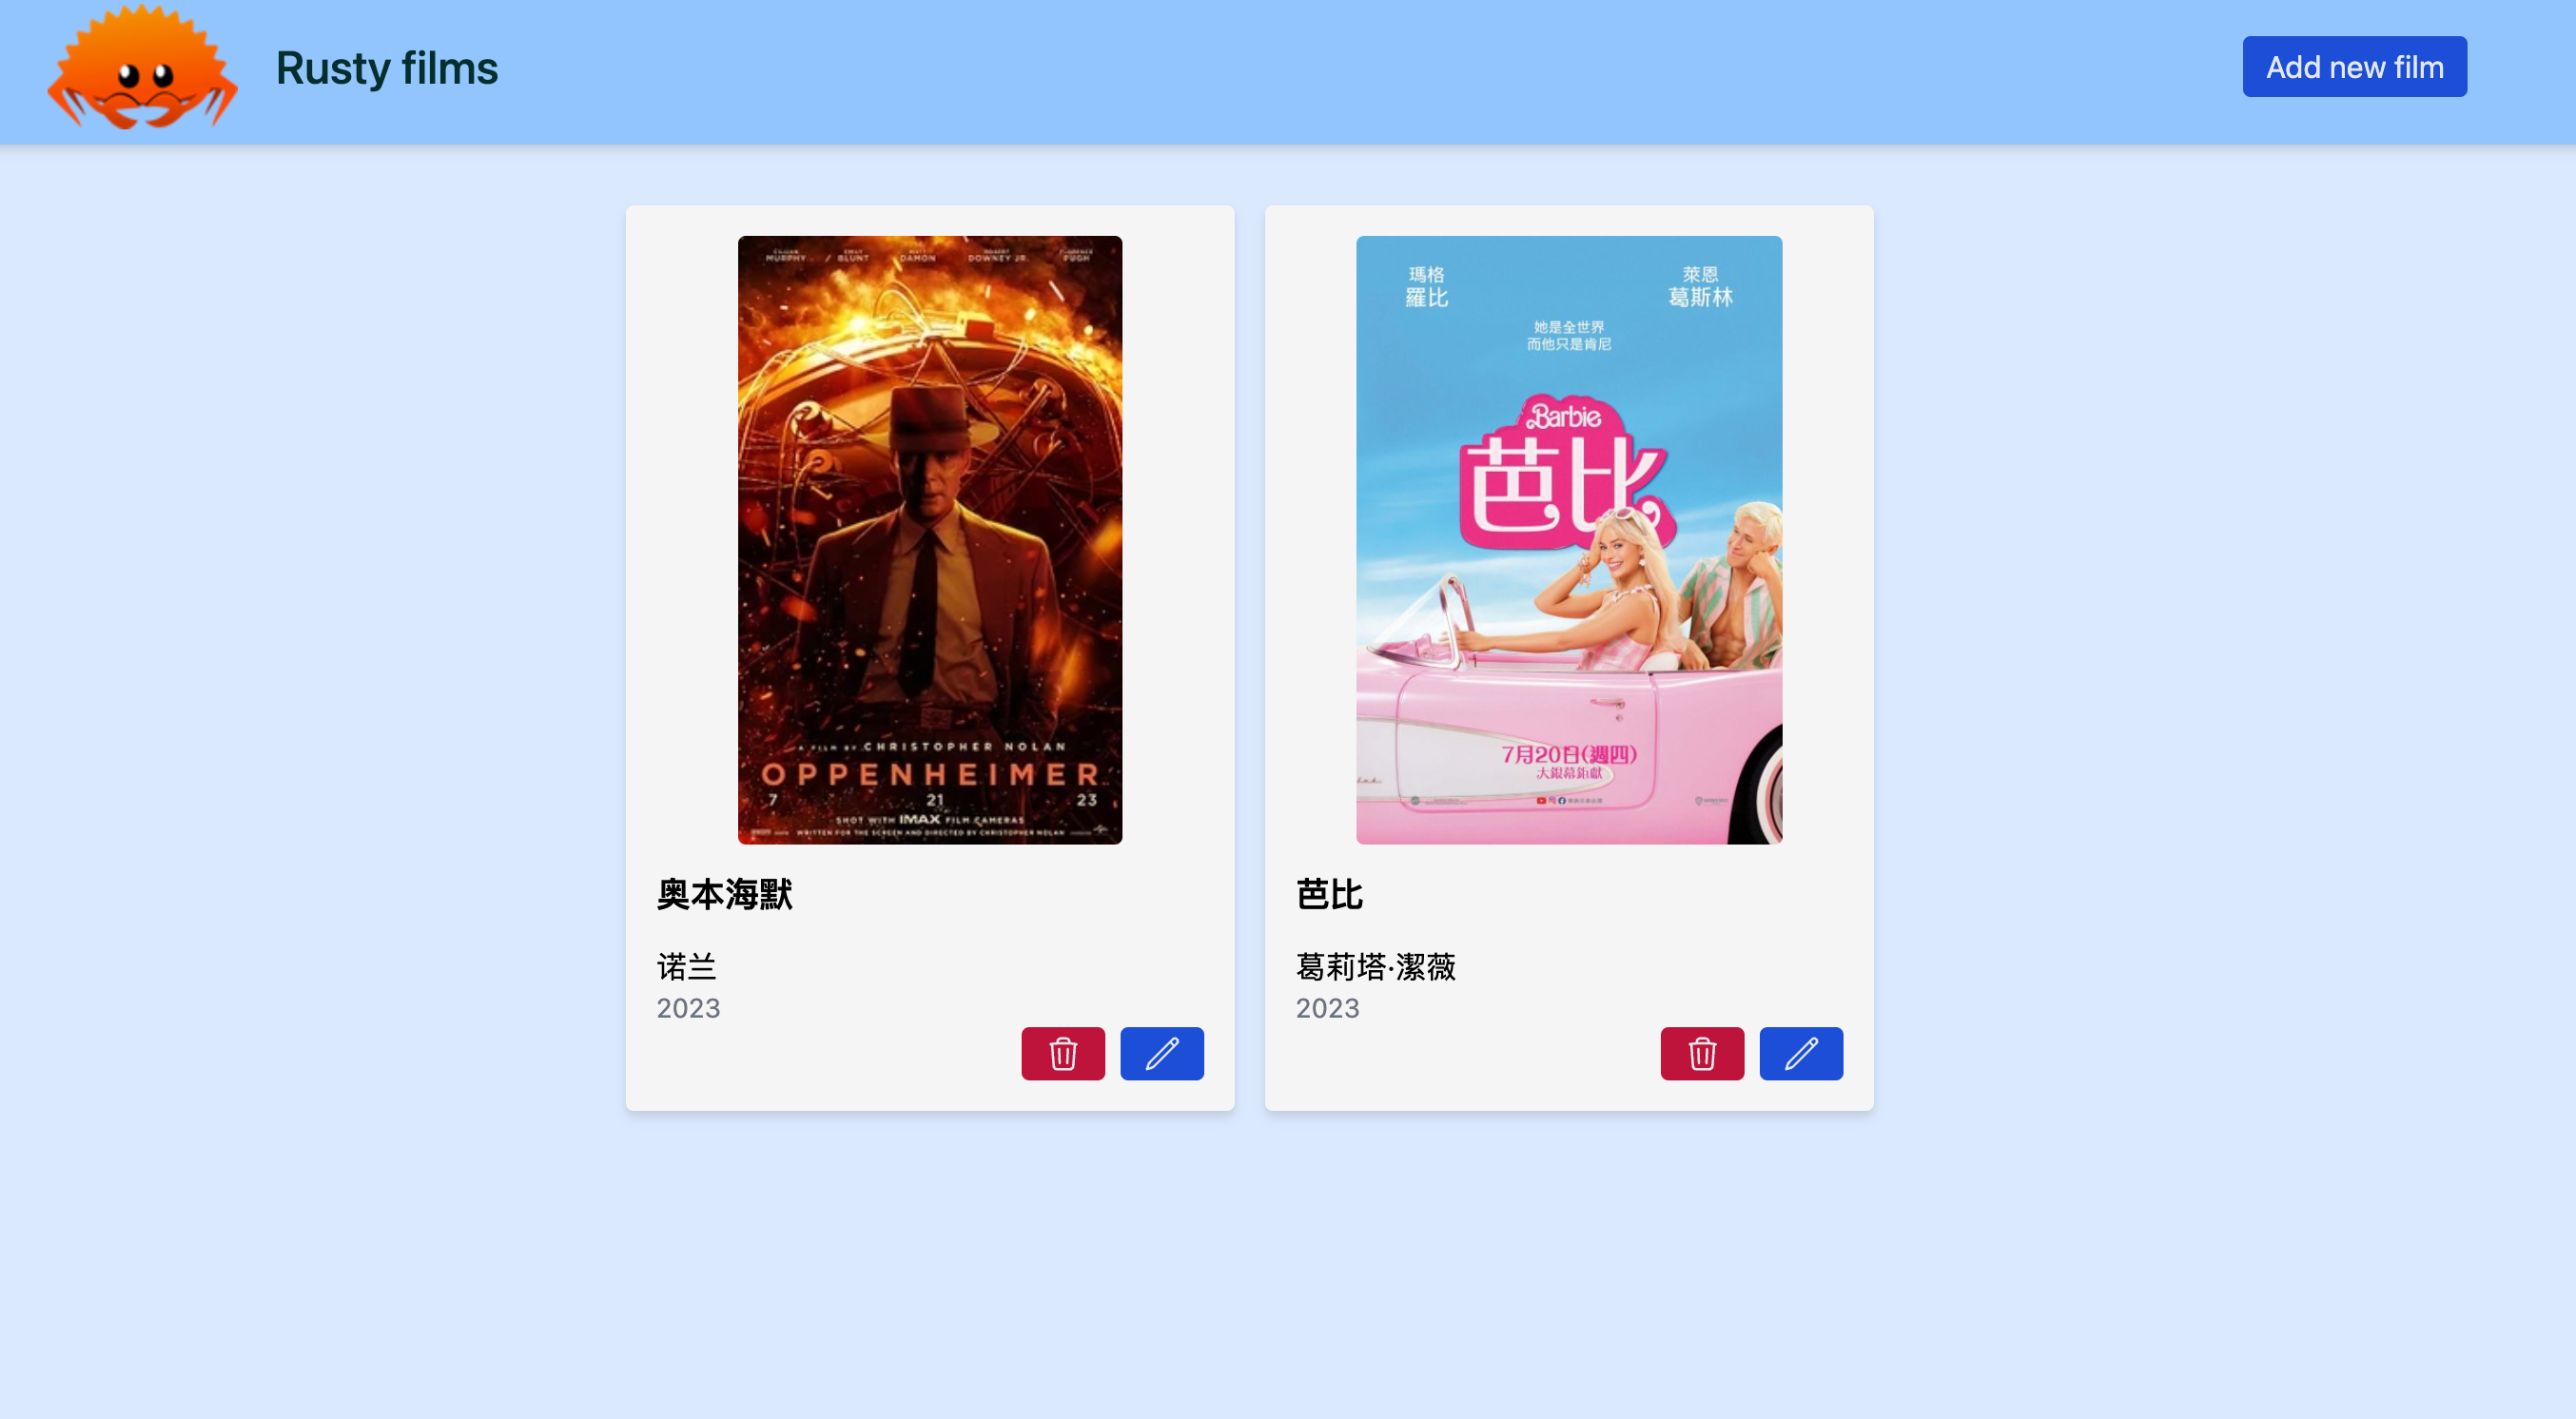 Rusty films
Add new film
MURPHY BLUNT DAMON DOWNEY JR. PUGH
A FILM BY CHRISTOPHER NOLAN
OPPENHEIMER
7 21 23
SHOT WITH IMAX FILM CAMERAS
WRITTEN FOR THE SCREEN AND DIRECTED BY CHRISTOPHER NOLAN
奥本海默
诺兰
2023
瑪格 萊恩
羅比 葛斯林
她是全世界
而他只是肯尼
Barbie
芭比
7月20日(週四)
大銀幕鉅獻
芭比
葛莉塔·潔薇
2023